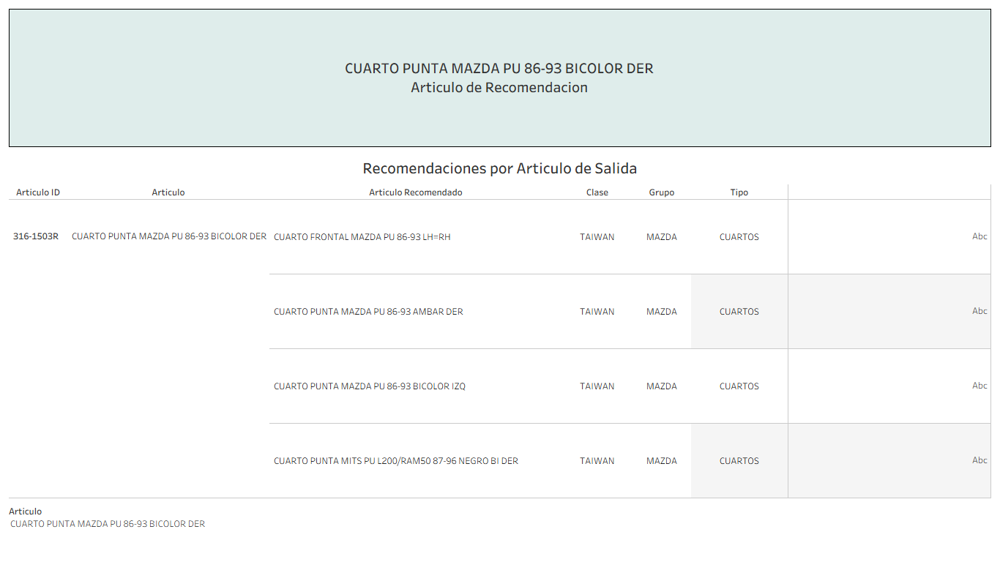 CUARTO PUNTA MAZDA PU 86-93 BICOLOR DER
Articulo de Recomendacion
Recomendaciones por Articulo de Salida
Articulo ID Articulo Articulo Recomendado Clase Grupo Tipo
316-1503R CUARTO PUNTA MAZDA PU 86-93 BICOLOR DER CUARTO FRONTAL MAZDA PU 86-93 LH=RH TAIWAN MAZDA CUARTOS Abc
CUARTO PUNTA MAZDA PU 86-93 AMBAR DER TAIWAN MAZDA CUARTOS Abc
CUARTO PUNTA MAZDA PU 86-93 BICOLOR IZQ TAIWAN MAZDA CUARTOS Abc
CUARTO PUNTA MITS PU L200/RAM50 87-96 NEGRO BI DER TAIWAN MAZDA CUARTOS Abc
Articulo
CUARTO PUNTA MAZDA PU 86-93 BICOLOR DER